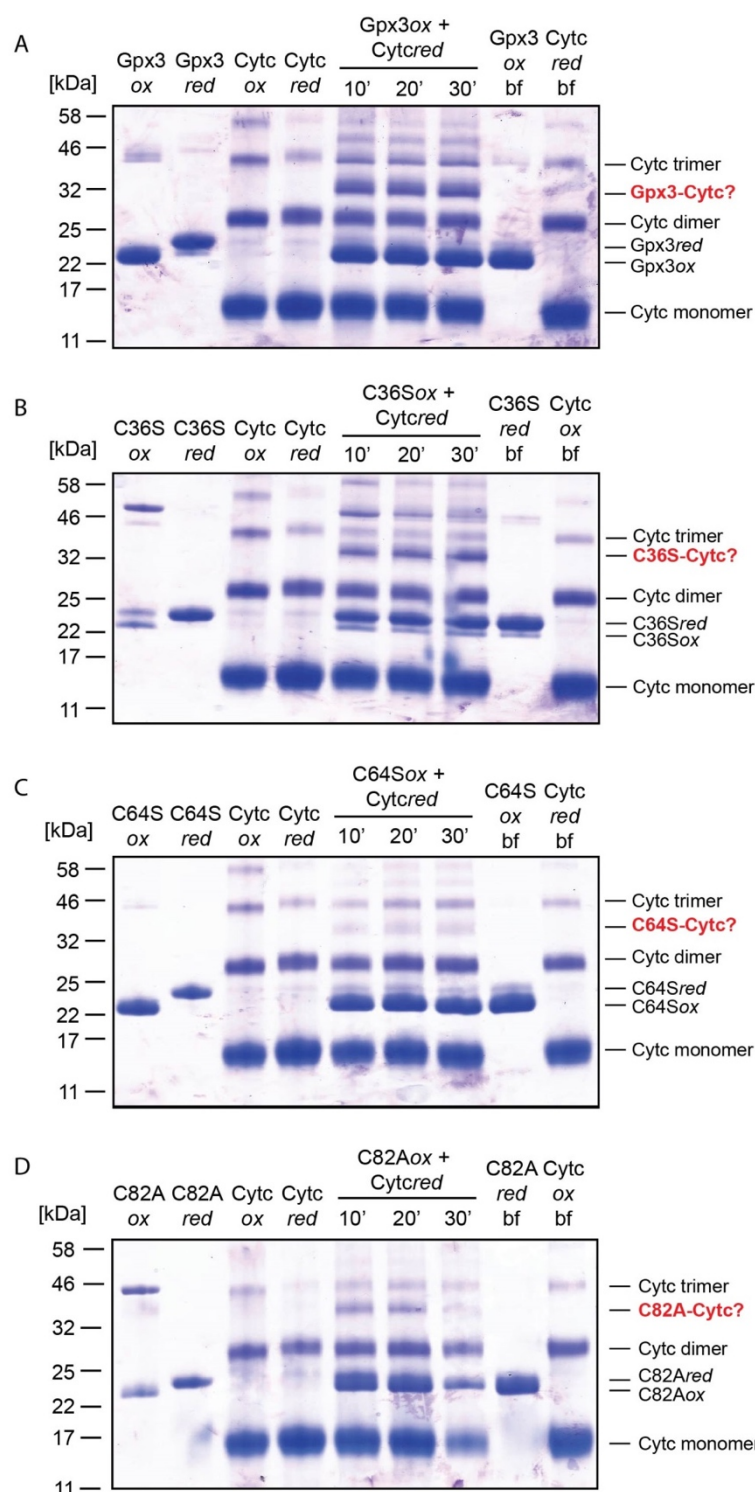 A
Gpx3ox +
Cytcred
Gpx3 Gpx3 Cytc Cytc Gpx3 Cytc
ox red
[kDa] ox red ox red 10' 20' 30' bf bf
58
46
Cytc trimer
32
Gpx3-Cytc?
25
Cytc dimer
Gpx3red
22
Gpx3ox
17
Cytc monomer
11
B
C36Sox +
Cytcred
C36S C36S Cytc Cytc C36S Cytc
red ox
[kDa] ox red ox red 10' 20' 30' bf bf
58
46
Cytc trimer
32
C36S-Cytc?
25
Cytc dimer
C36Sred
22
C36Sox
17
Cytc monomer
11
C
C64Sox +
Cytcred
C64S C64S Cytc Cytc C64S Cytc
ox red
[kDa] ox red ox red 10' 20' 30' bf bf
58
46
Cytc trimer
C64S-Cytc?
32
Cytc dimer
25
C64Sred
C64Sox
22
17
Cytc monomer
11
D
C82Aox +
Cytcred
C82A C82A Cytc Cytc C82A Cytc
red ox
[kDa] ox red ox red 10' 20' 30' bf bf
58
46
Cytc trimer
C82A-Cytc?
32
Cytc dimer
25
C82Ared
C82Aox
22
17
Cytc monomer
11